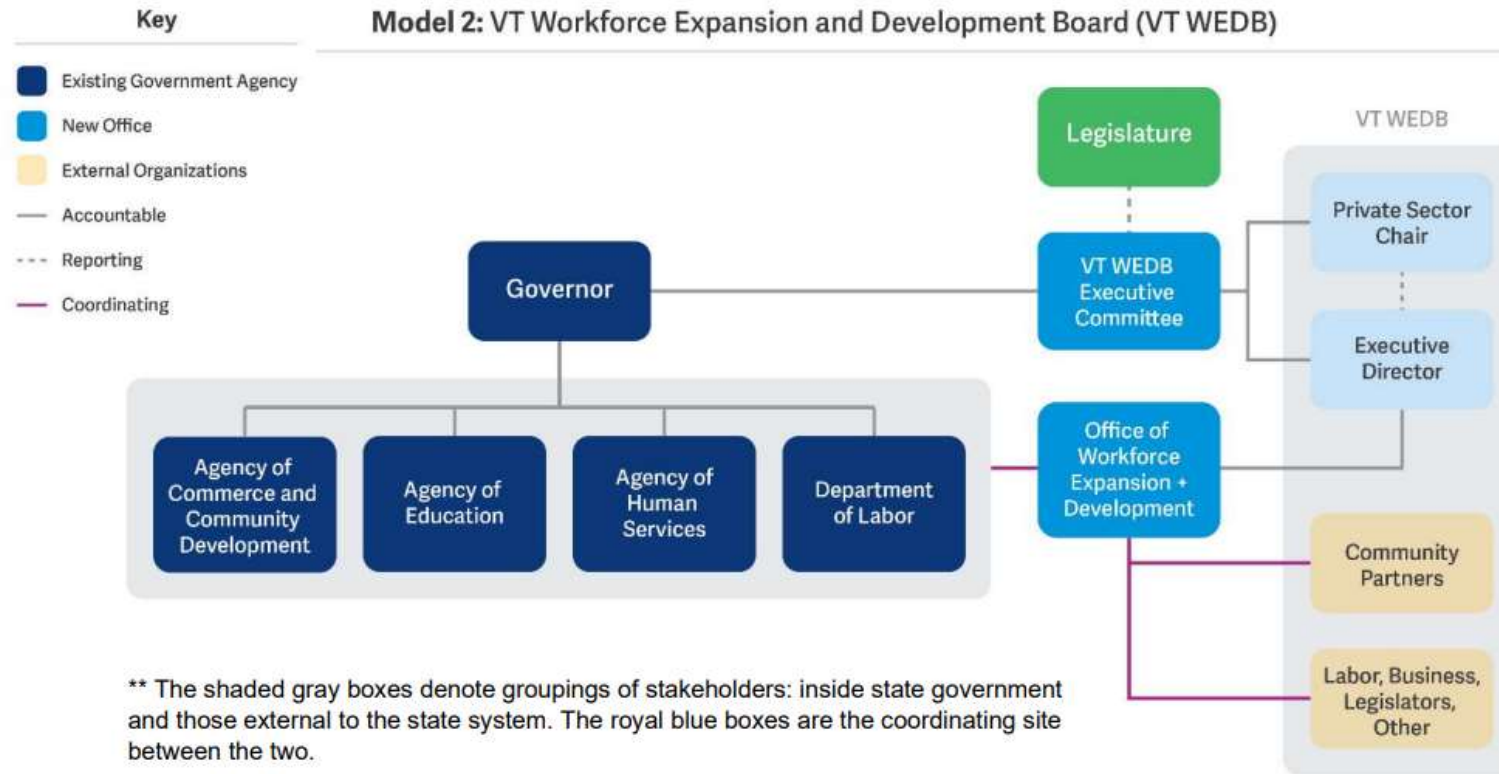 Key
Model 2: VT Workforce Expansion and Development Board (VT WEDB)
Existing Government Agency
New Office
External Organizations
Accountable
Reporting
Coordinating
Legislature
VT WEDB
Private Sector
Chair
Governor
VT WEDB
Executive
Committee
Executive
Director
Agency of
Commerce and
Community
Development
Agency of
Education
Agency of
Human
Services
Department
of Labor
Office of
Workforce
Expansion +
Development
Community
Partners
Labor, Business,
Legislators,
Other
** The shaded gray boxes denote groupings of stakeholders: inside state government
and those external to the state system. The royal blue boxes are the coordinating site
between the two.